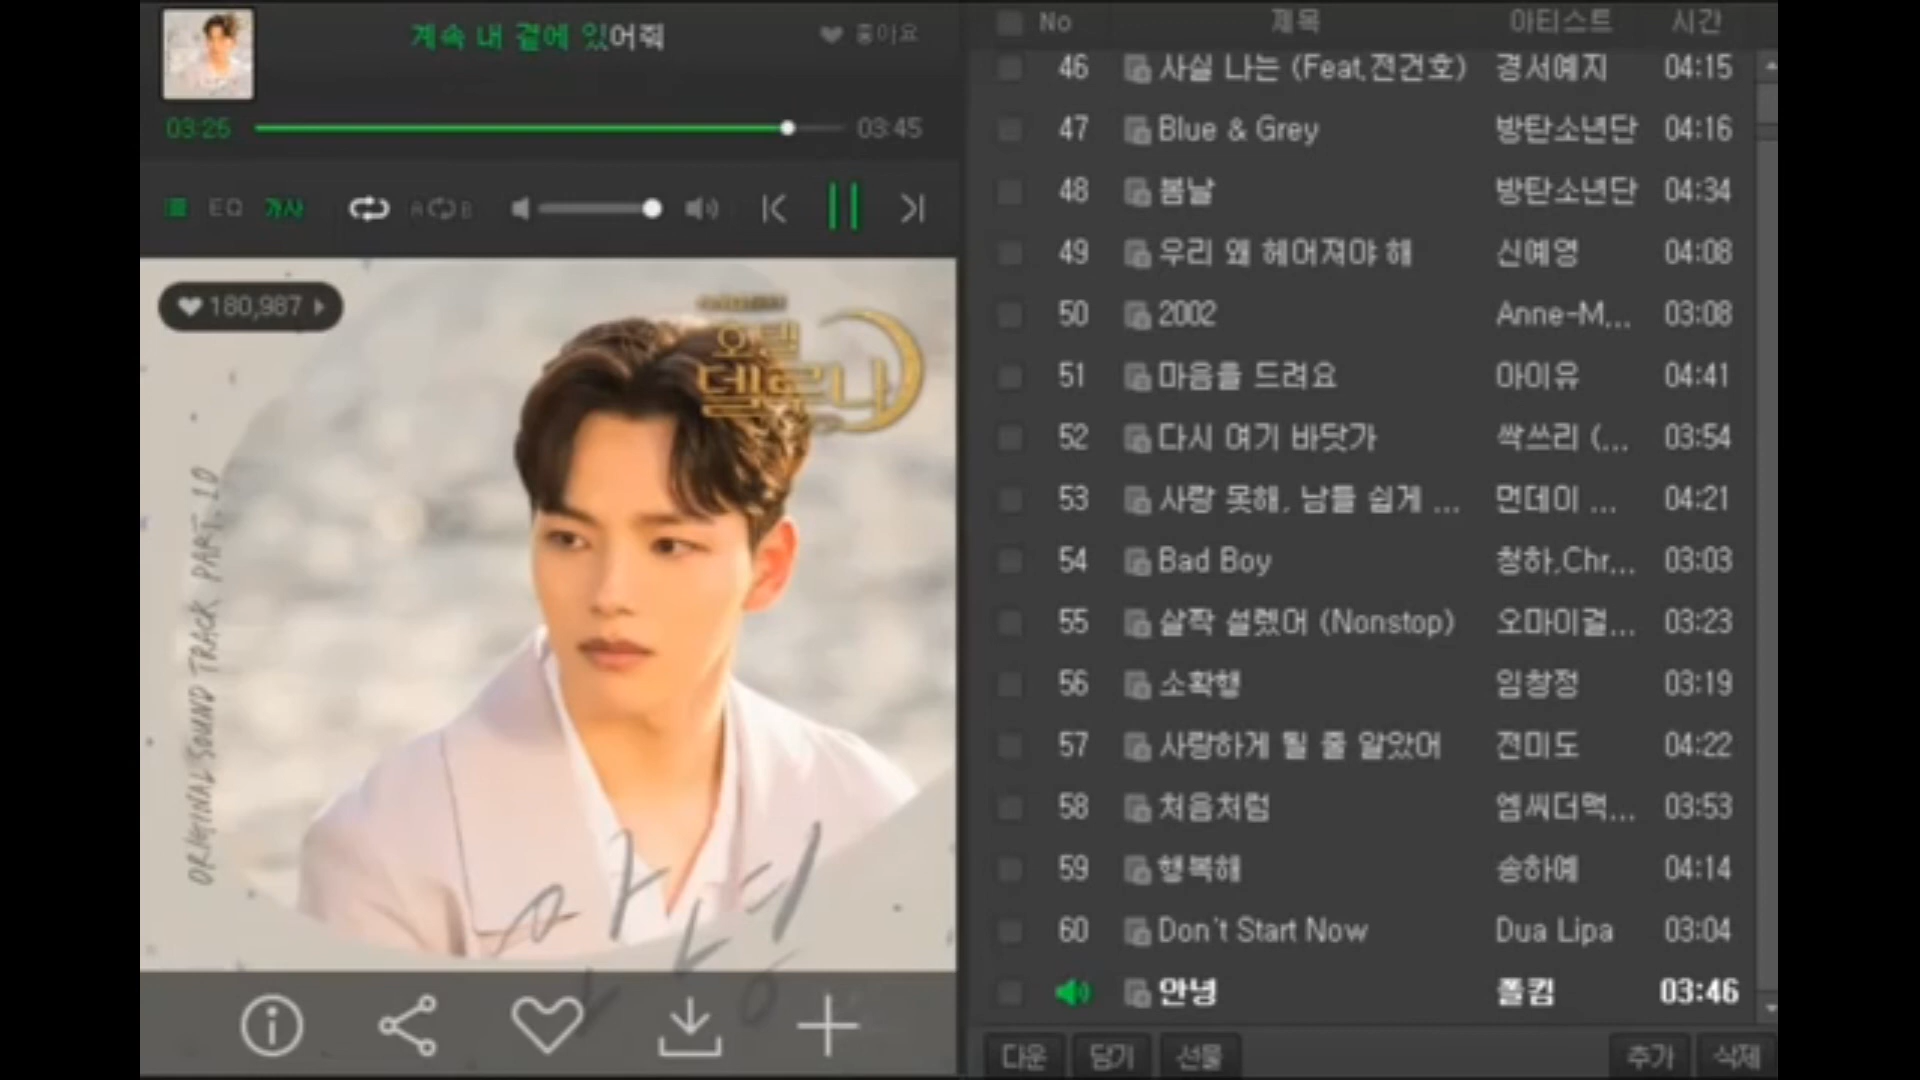 계속 내 곁에 있어줘
좋아요
03:26
03:45
EQ 가사
A B
180,987
호텔
델루나
ORIGINAL SOUND TRACK PART. 10
안녕
No 제목 아티스트 시간
46 사실 나는 (Feat.전건호) 경서예지 04:15
47 Blue & Grey 방탄소년단 04:16
48 봄날 방탄소년단 04:34
49 우리 왜 헤어져야 해 신예영 04:08
50 2002 Anne-M... 03:08
51 마음을 드려요 아이유 04:41
52 다시 여기 바닷가 싹쓰리 (... 03:54
53 사랑 못해, 남들 쉽게 ... 먼데이 ... 04:21
54 Bad Boy 청하,Chr... 03:03
55 살짝 설렜어 (Nonstop) 오마이걸... 03:23
56 소확행 임창정 03:19
57 사랑하게 될 줄 알았어 전미도 04:22
58 처음처럼 엠씨더맥... 03:53
59 행복해 송하예 04:14
60 Don't Start Now Dua Lipa 03:04
안녕 폴킴 03:46
다운 담기 선물 추가 삭제